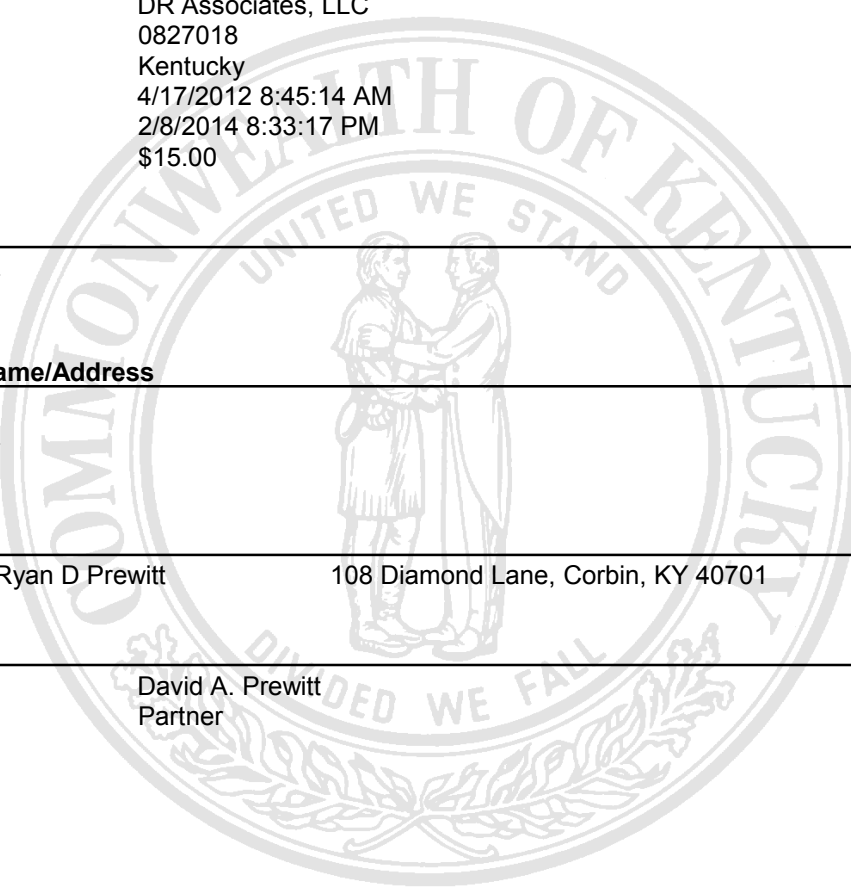 DR Associates, LLC
0827018
Kentucky
4/17/2012 8:45:14 AM
2/8/2014 8:33:17 PM
$15.00
COMMONWEALTH OF KENTUCKY
UNITED WE STAND
ame/Address
Ryan D Prewitt 108 Diamond Lane, Corbin, KY 40701
DIVIDED WE FALL
David A. Prewitt
Partner